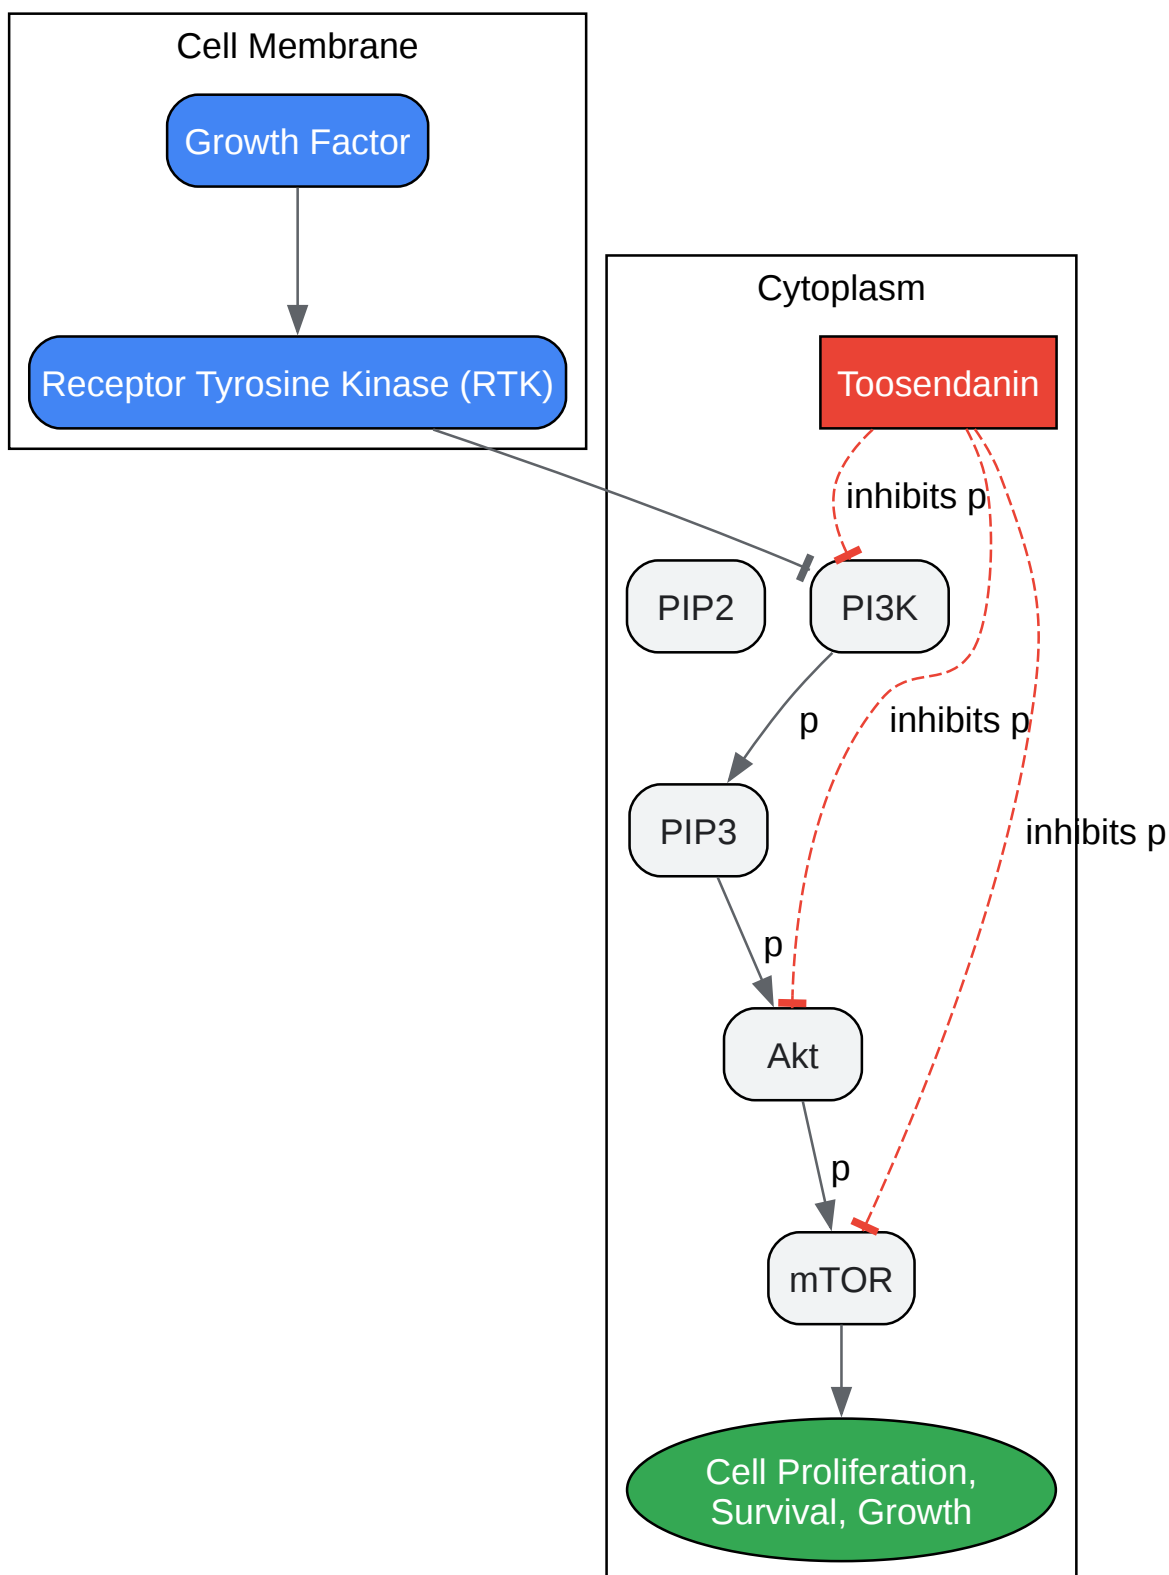 Cell Membrane
Growth Factor
Receptor Tyrosine Kinase (RTK)
Cytoplasm
Toosendanin
inhibits p
PIP2
PI3K
p
inhibits p
PIP3
inhibits p
p
Akt
p
mTOR
Cell Proliferation,
Survival, Growth